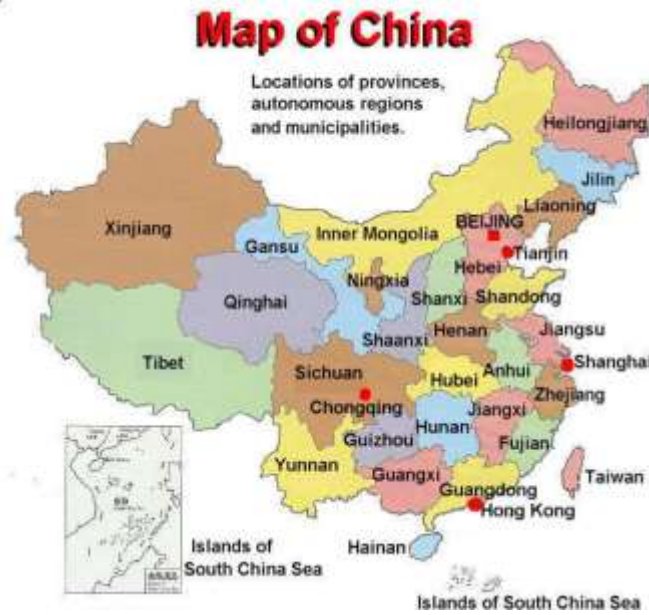 Map of China
Locations of provinces,
autonomous regions
and municipalities.
Heilongjiang
Jilin
Liaoning
Xinjiang
Gansu
Inner Mongolia
BEIJING
Tianjin
Hebei
Ningxia
Qinghai
Shanxi
Shandong
Shaanxi
Henan
Jiangsu
Tibet
Sichuan
Shanghai
Anhui
Hubei
Chongqing
Zhejiang
Jiangxi
Hunan
Guizhou
Fujian
Yunnan
Guangxi
Taiwan
Guangdong
Hong Kong
Hainan
Islands of
South China Sea
Islands of South China Sea